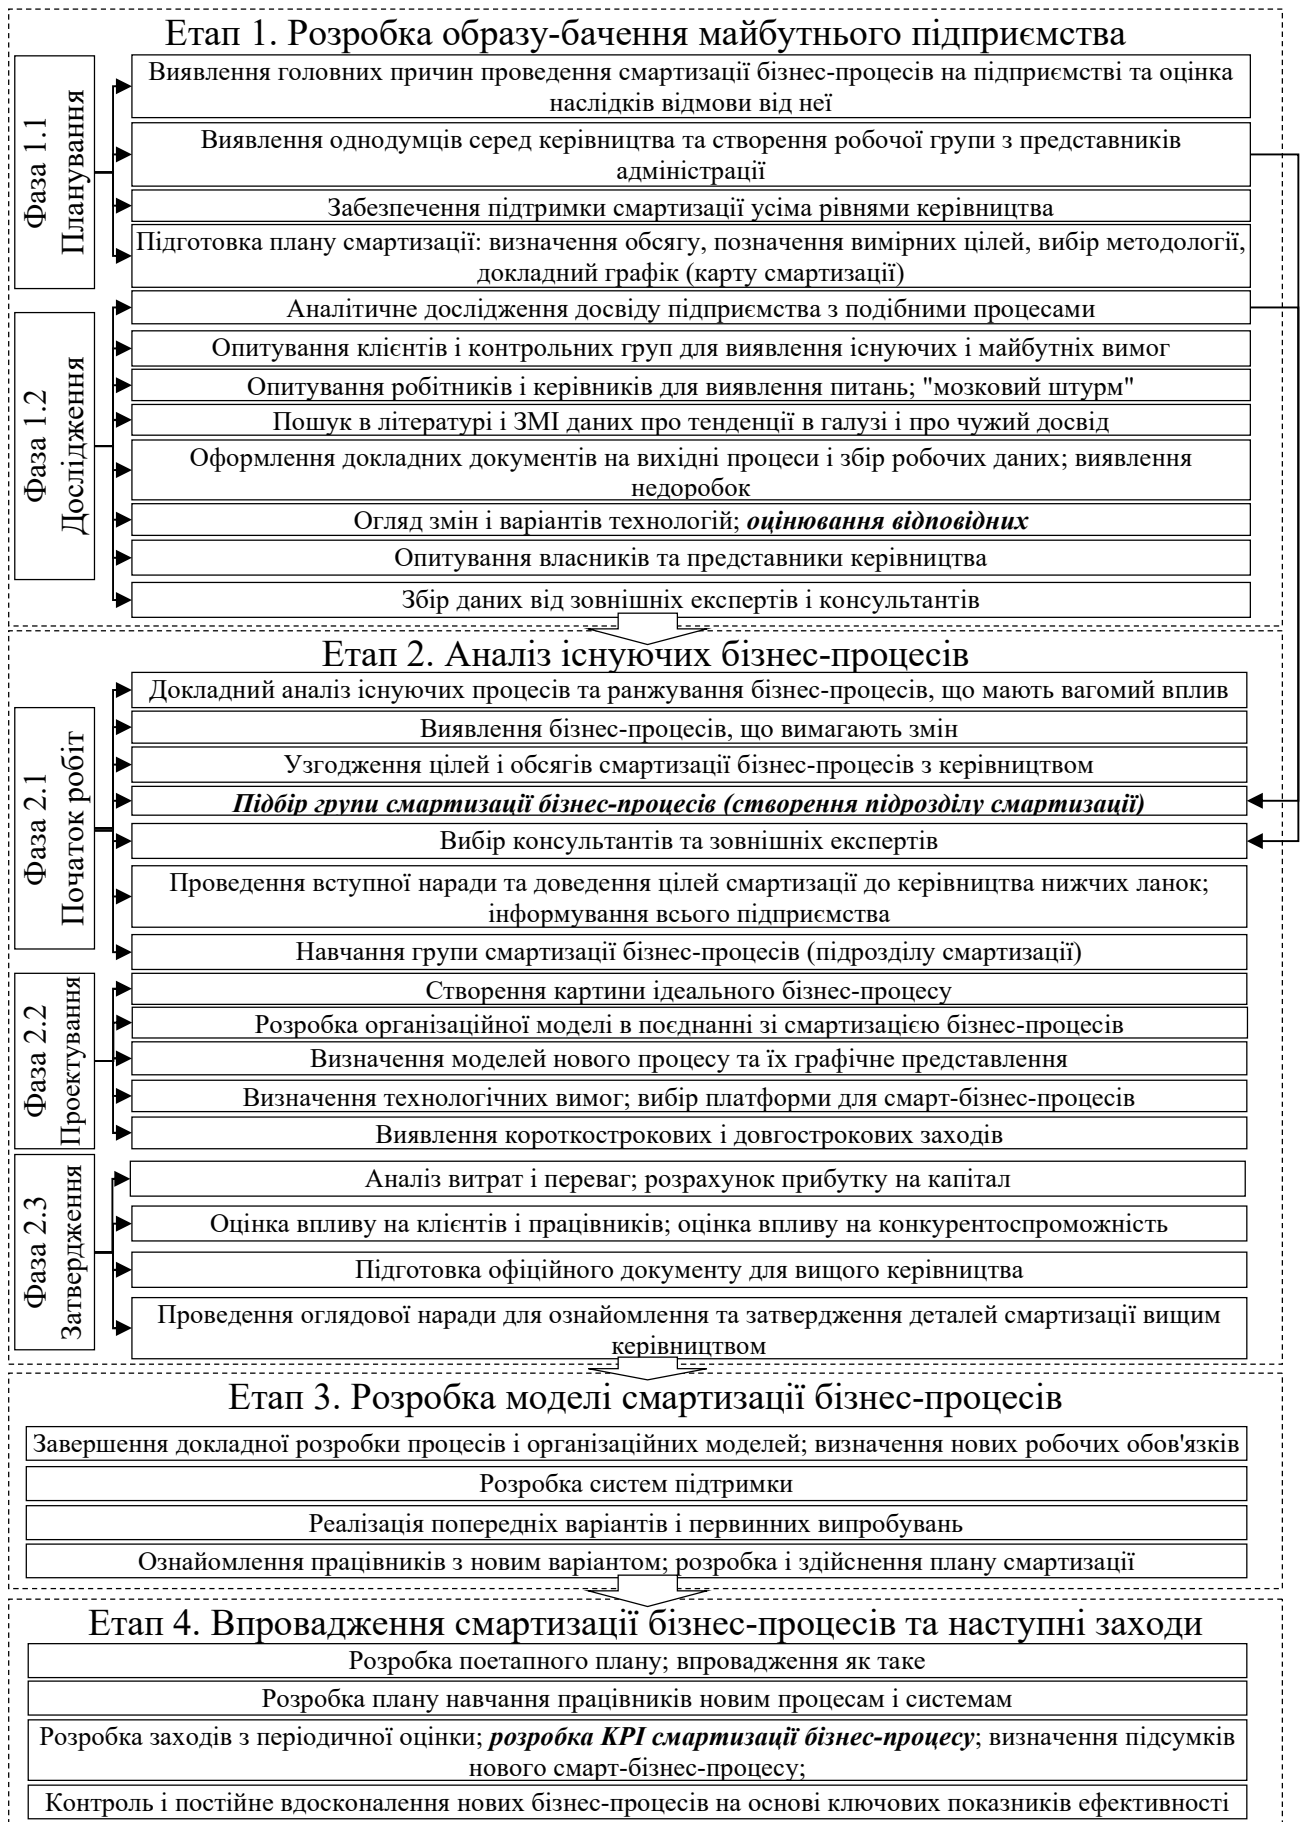 Етап 1. Розробка образу-бачення майбутнього підприємства
Фаза 1.1
Планування
Виявлення головних причин проведення смартизації бізнес-процесів на підприємстві та оцінка
наслідків відмови від неї
Виявлення однодумців серед керівництва та створення робочої групи з представників
адміністрації
Забезпечення підтримки смартизації усіма рівнями керівництва
Підготовка плану смартизації: визначення обсягу, позначення вимірних цілей, вибір методології,
докладний графік (карту смартизації)
Фаза 1.2
Дослідження
Аналітичне дослідження досвіду підприємства з подібними процесами
Опитування клієнтів і контрольних груп для виявлення існуючих і майбутніх вимог
Опитування робітників і керівників для виявлення питань; "мозковий штурм"
Пошук в літературі і ЗМІ даних про тенденції в галузі і про чужий досвід
Оформлення докладних документів на вихідні процеси і збір робочих даних; виявлення
недоробок
Огляд змін і варіантів технологій; оцінювання відповідних
Опитування власників та представники керівництва
Збір даних від зовнішніх експертів і консультантів
Етап 2. Аналіз існуючих бізнес-процесів
Фаза 2.1
Початок робіт
Докладний аналіз існуючих процесів та ранжування бізнес-процесів, що мають вагомий вплив
Виявлення бізнес-процесів, що вимагають змін
Узгодження цілей і обсягів смартизації бізнес-процесів з керівництвом
Підбір групи смартизації бізнес-процесів (створення підрозділу смартизації)
Вибір консультантів та зовнішніх експертів
Проведення вступної наради та доведення цілей смартизації до керівництва нижчих ланок;
інформування всього підприємства
Навчання групи смартизації бізнес-процесів (підрозділу смартизації)
Фаза 2.2
Проектування
Створення картини ідеального бізнес-процесу
Розробка організаційної моделі в поєднанні зі смартизацією бізнес-процесів
Визначення моделей нового процесу та їх графічне представлення
Визначення технологічних вимог; вибір платформи для смарт-бізнес-процесів
Виявлення короткострокових і довгострокових заходів
Фаза 2.3
Затвердження
Аналіз витрат і переваг; розрахунок прибутку на капітал
Оцінка впливу на клієнтів і працівників; оцінка впливу на конкурентоспроможність
Підготовка офіційного документу для вищого керівництва
Проведення оглядової наради для ознайомлення та затвердження деталей смартизації вищим
керівництвом
Етап 3. Розробка моделі смартизації бізнес-процесів
Завершення докладної розробки процесів і організаційних моделей; визначення нових робочих обов'язків
Розробка систем підтримки
Реалізація попередніх варіантів і первинних випробувань
Ознайомлення працівників з новим варіантом; розробка і здійснення плану смартизації
Етап 4. Впровадження смартизації бізнес-процесів та наступні заходи
Розробка поетапного плану; впровадження як таке
Розробка плану навчання працівників новим процесам і системам
Розробка заходів з періодичної оцінки; розробка KPI смартизації бізнес-процесу; визначення підсумків
нового смарт-бізнес-процесу;
Контроль і постійне вдосконалення нових бізнес-процесів на основі ключових показників ефективності